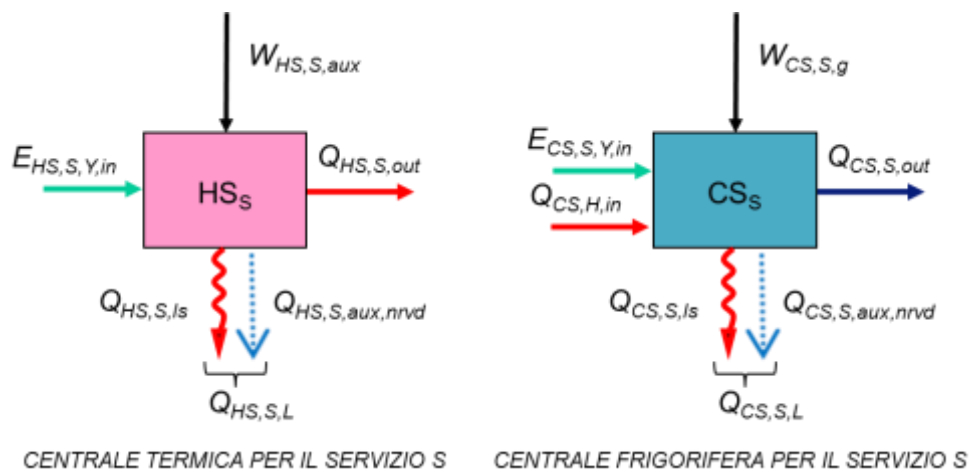 W_HS,S,aux
E_HS,S,Y,in
HS_S
Q_HS,S,out
Q_HS,S,ls
Q_HS,S,aux,nrvd
Q_HS,S,L
CENTRALE TERMICA PER IL SERVIZIO S
W_CS,S,g
E_CS,S,Y,in
Q_CS,H,in
CS_S
Q_CS,S,out
Q_CS,S,ls
Q_CS,S,aux,nrvd
Q_CS,S,L
CENTRALE FRIGORIFERA PER IL SERVIZIO S